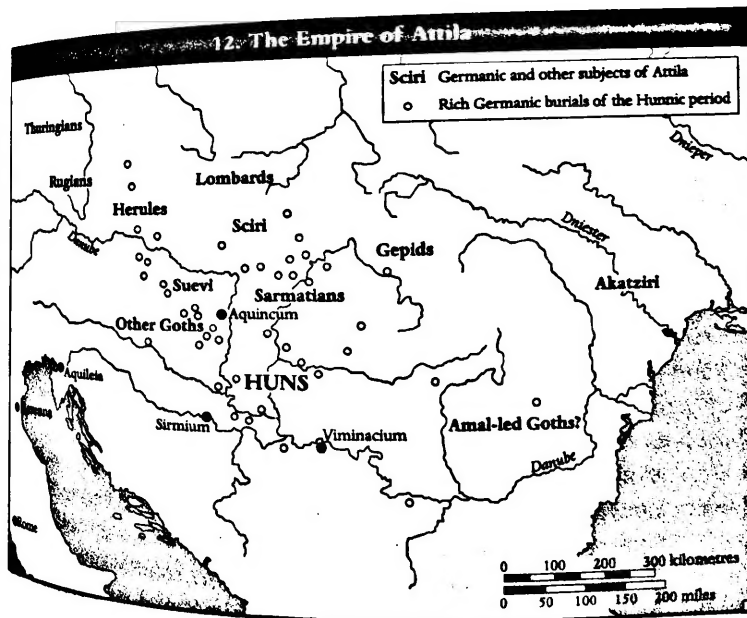 12. The Empire of Attila
Sciri Germanic and other subjects of Attila
Rich Germanic burials of the Hunnic period
Thuringians
Dnieper
Rugians
Lombards
Herules
Sciri
Dniester
Danube
Gepids
Akatziri
Suevi
Sarmatians
Other Goths
Aquincum
Aquileia
HUNS
Ravenna
Sirmium
Viminacium
Amal-led Goths?
Danube
Rome
0 100 200 300 kilometres
0 50 100 150 200 miles